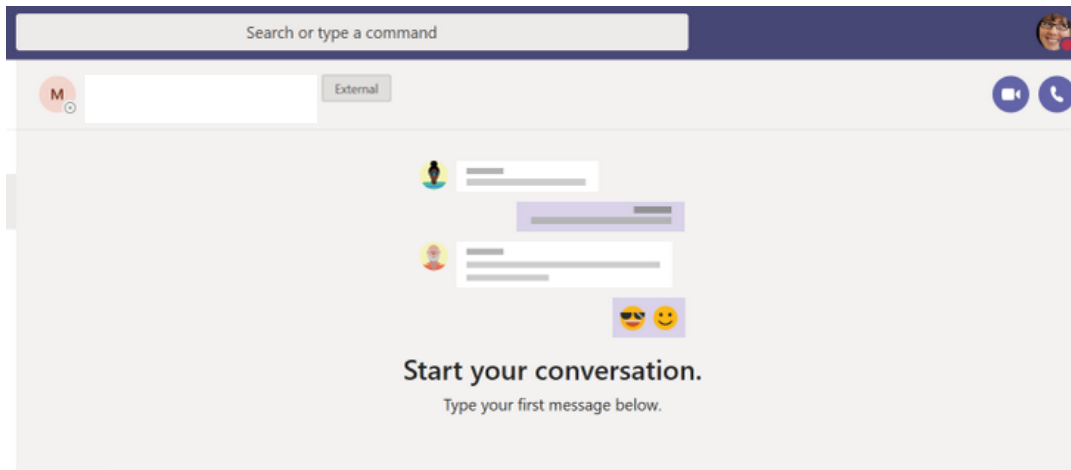 Search or type a command
M
External
Start your conversation.
Type your first message below.